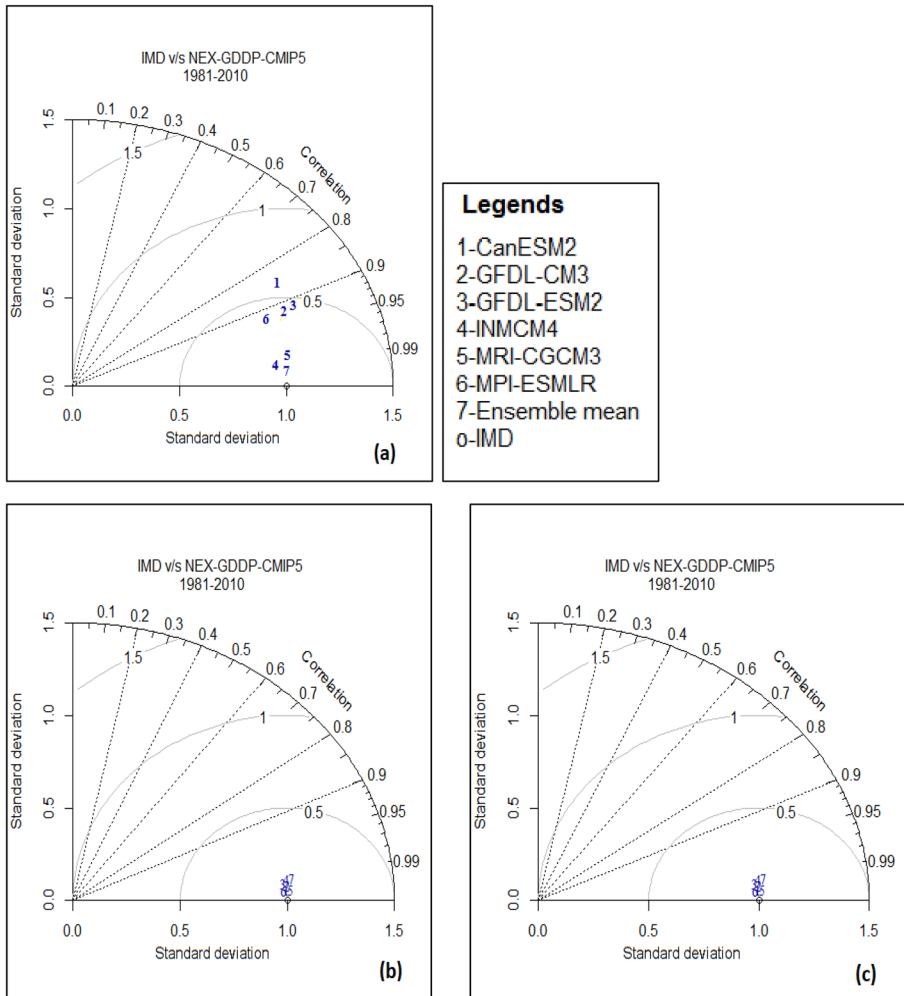 IMD v/s NEX-GDDP-CMIP5
1981-2010
0.1 0.2 0.3 0.4 0.5 0.6 0.7 0.8 0.9 0.95 0.99
Correlation
1.5 1 0.5
Standard deviation
1.5
1.0
0.5
0.0
1
3
2
6
5
4
7
0.0 0.5 1.0 1.5
Standard deviation
(a)
Legends
1-CanESM2
2-GFDL-CM3
3-GFDL-ESM2
4-INMCM4
5-MRI-CGCM3
6-MPI-ESMLR
7-Ensemble mean
o-IMD
IMD v/s NEX-GDDP-CMIP5
1981-2010
0.1 0.2 0.3 0.4 0.5 0.6 0.7 0.8 0.9 0.95 0.99
Correlation
1.5 1 0.5
Standard deviation
1.5
1.0
0.5
0.0
47
0.0 0.5 1.0 1.5
Standard deviation
(b)
IMD v/s NEX-GDDP-CMIP5
1981-2010
0.1 0.2 0.3 0.4 0.5 0.6 0.7 0.8 0.9 0.95 0.99
Correlation
1.5 1 0.5
Standard deviation
1.5
1.0
0.5
0.0
47
0.0 0.5 1.0 1.5
Standard deviation
(c)